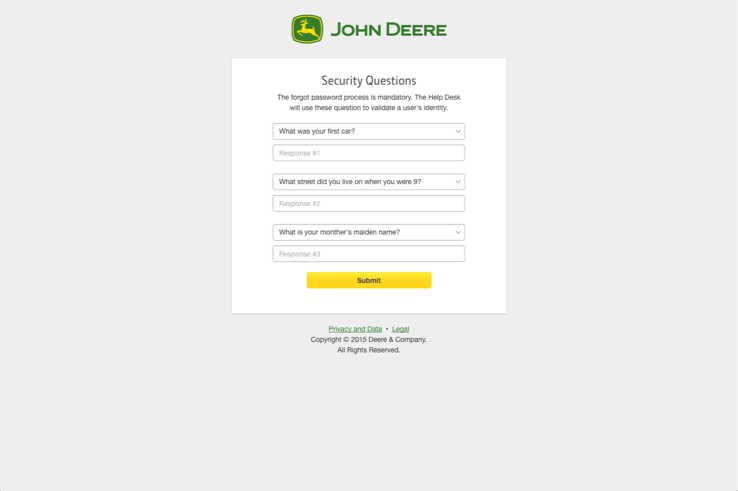 JOHN DEERE
Security Questions
The forgot password process is mandatory. The Help Desk
will use these question to validate a user's identity.
What was your first car?
Response #1
What street did you live on when you were 9?
Response #2
What is your monther's maiden name?
Response #3
Submit
Privacy and Data • Legal
Copyright © 2015 Deere & Company.
All Rights Reserved.